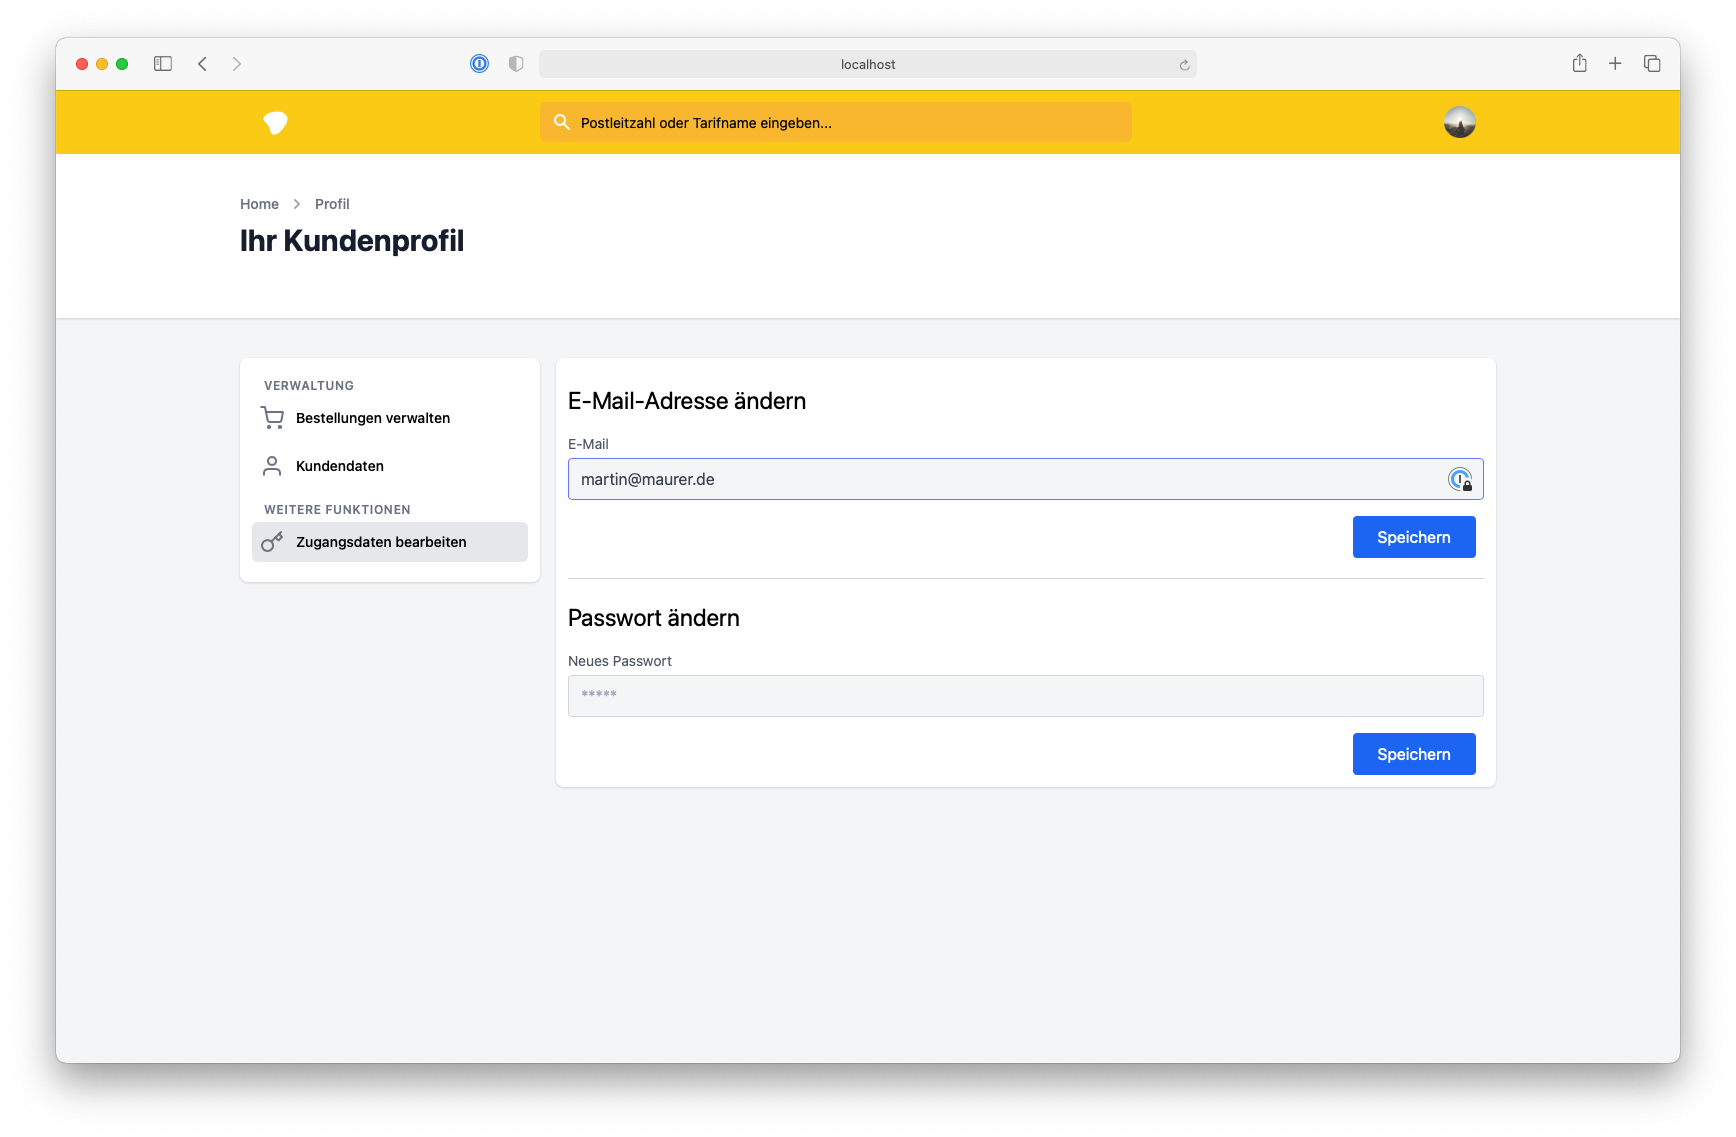 localhost
Postleitzahl oder Tarifname eingeben...
Home Profil
Ihr Kundenprofil
VERWALTUNG
Bestellungen verwalten
Kundendaten
WEITERE FUNKTIONEN
Zugangsdaten bearbeiten
E-Mail-Adresse ändern
E-Mail
martin@maurer.de
Speichern
Passwort ändern
Neues Passwort
*****
Speichern